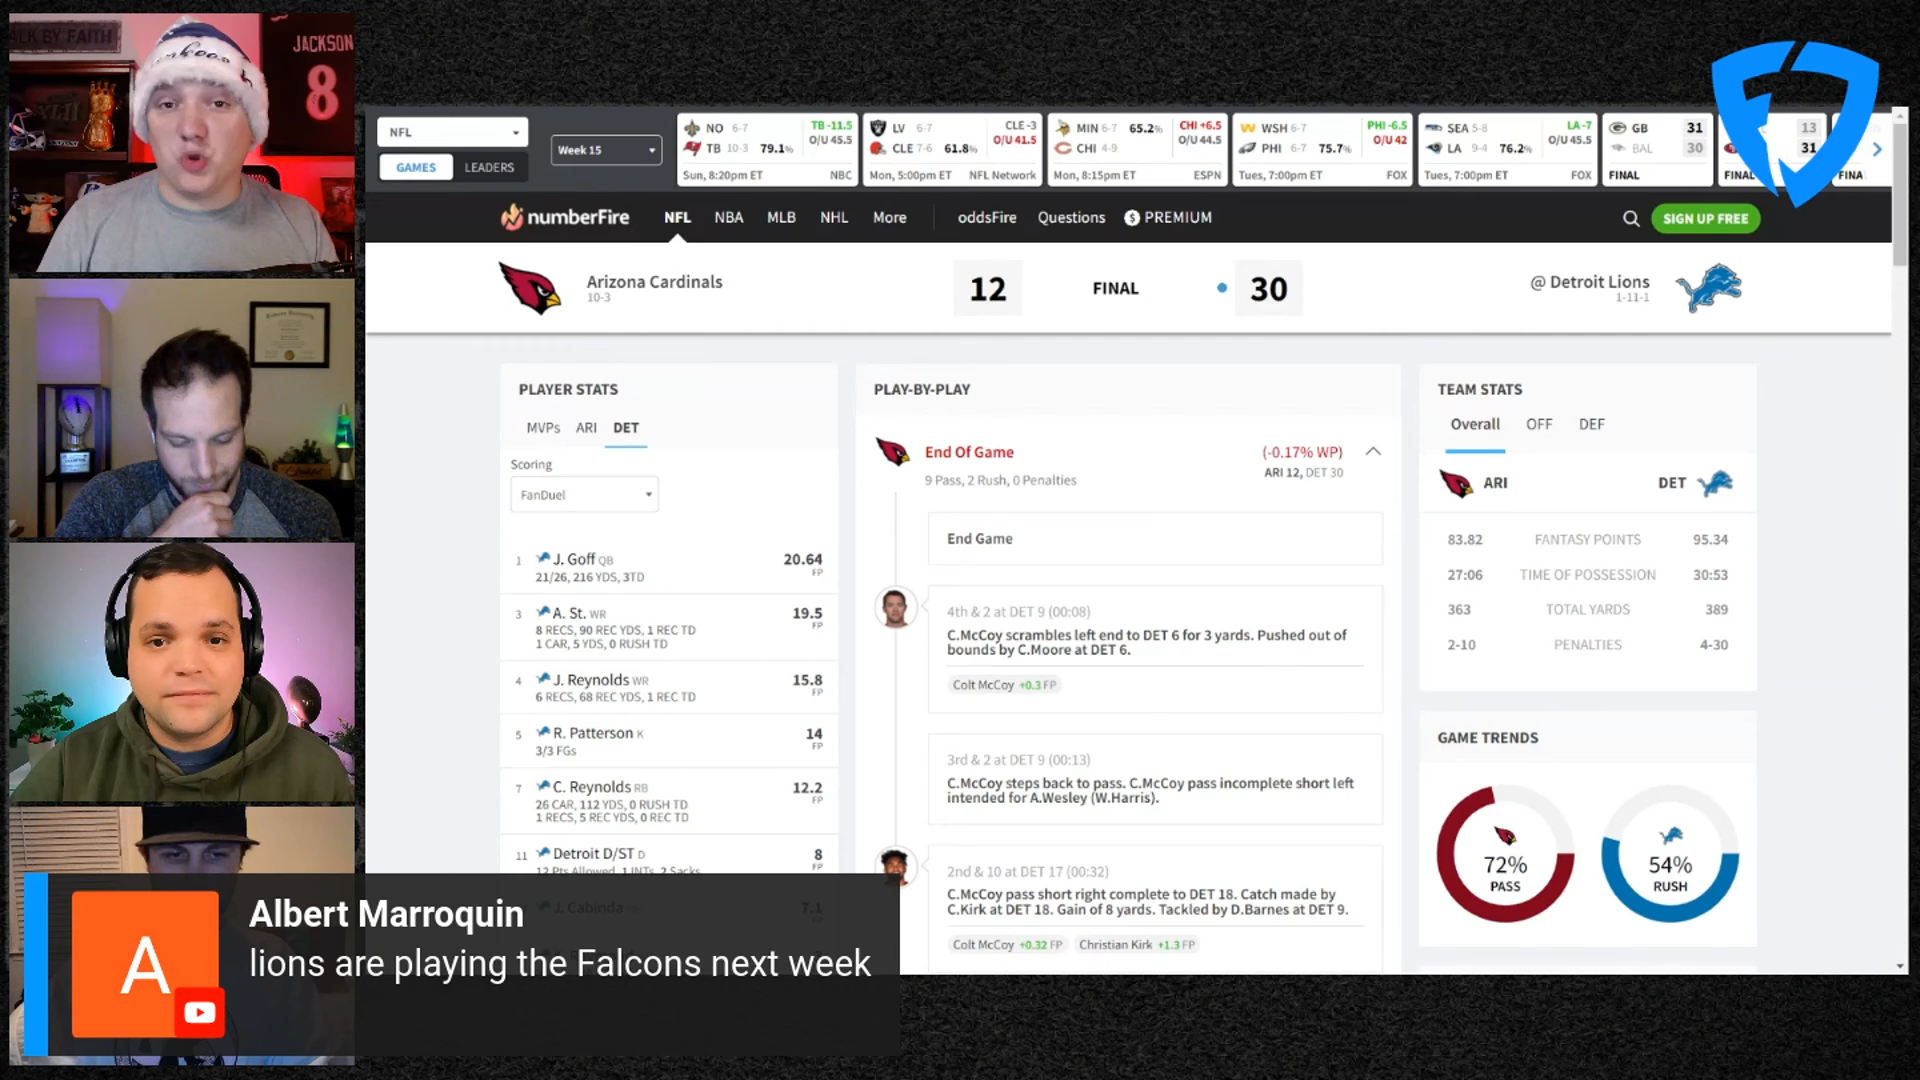 WALK BY FAITH
JACKSON
8
Yankees
XLII
NFL
GAMES
LEADERS
Week 15
NO 6-7 TB -11.5
TB 10-3 79.1% O/U 45.5
Sun, 8:20pm ET NBC
LV 6-7 CLE -3
CLE 7-6 61.8% O/U 41.5
Mon, 5:00pm ET NFL Network
MIN 6-7 65.2% CHI +6.5
CHI 4-9 O/U 44.5
Mon, 8:15pm ET ESPN
WSH 6-7 PHI -6.5
PHI 6-7 75.7% O/U 42
Tues, 7:00pm ET FOX
SEA 5-8 LA -7
LA 9-4 76.2% O/U 45.5
Tues, 7:00pm ET FOX
GB 31
BAL 30
FINAL
13
31
FINAL
FINA
numberFire
NFL NBA MLB NHL More oddsFire Questions $ PREMIUM
SIGN UP FREE
Arizona Cardinals
10-3
12 FINAL 30
@ Detroit Lions
1-11-1
PLAYER STATS
MVPs ARI DET
Scoring
FanDuel
1 J. Goff QB 20.64
21/26, 216 YDS, 3TD FP
3 A. St. WR 19.5
8 RECS, 90 REC YDS, 1 REC TD FP
1 CAR, 5 YDS, 0 RUSH TD
4 J. Reynolds WR 15.8
6 RECS, 68 REC YDS, 1 REC TD FP
5 R. Patterson K 14
3/3 FGs FP
7 C. Reynolds RB 12.2
26 CAR, 112 YDS, 0 RUSH TD FP
1 RECS, 5 REC YDS, 0 REC TD
11 Detroit D/ST D 8
12 Pts Allowed, 1 INTs, 2 Sacks FP
J. Cabinda 7.1
PLAY-BY-PLAY
End Of Game (-0.17% WP)
9 Pass, 2 Rush, 0 Penalties ARI 12, DET 30
End Game
4th & 2 at DET 9 (00:08)
C.McCoy scrambles left end to DET 6 for 3 yards. Pushed out of
bounds by C.Moore at DET 6.
Colt McCoy +0.3 FP
3rd & 2 at DET 9 (00:13)
C.McCoy steps back to pass. C.McCoy pass incomplete short left
intended for A.Wesley (W.Harris).
2nd & 10 at DET 17 (00:32)
C.McCoy pass short right complete to DET 18. Catch made by
C.Kirk at DET 18. Gain of 8 yards. Tackled by D.Barnes at DET 9.
Colt McCoy +0.32 FP Christian Kirk +1.3 FP
TEAM STATS
Overall OFF DEF
ARI DET
83.82 FANTASY POINTS 95.34
27:06 TIME OF POSSESSION 30:53
363 TOTAL YARDS 389
2-10 PENALTIES 4-30
GAME TRENDS
72%
PASS
54%
RUSH
A
Albert Marroquin
lions are playing the Falcons next week